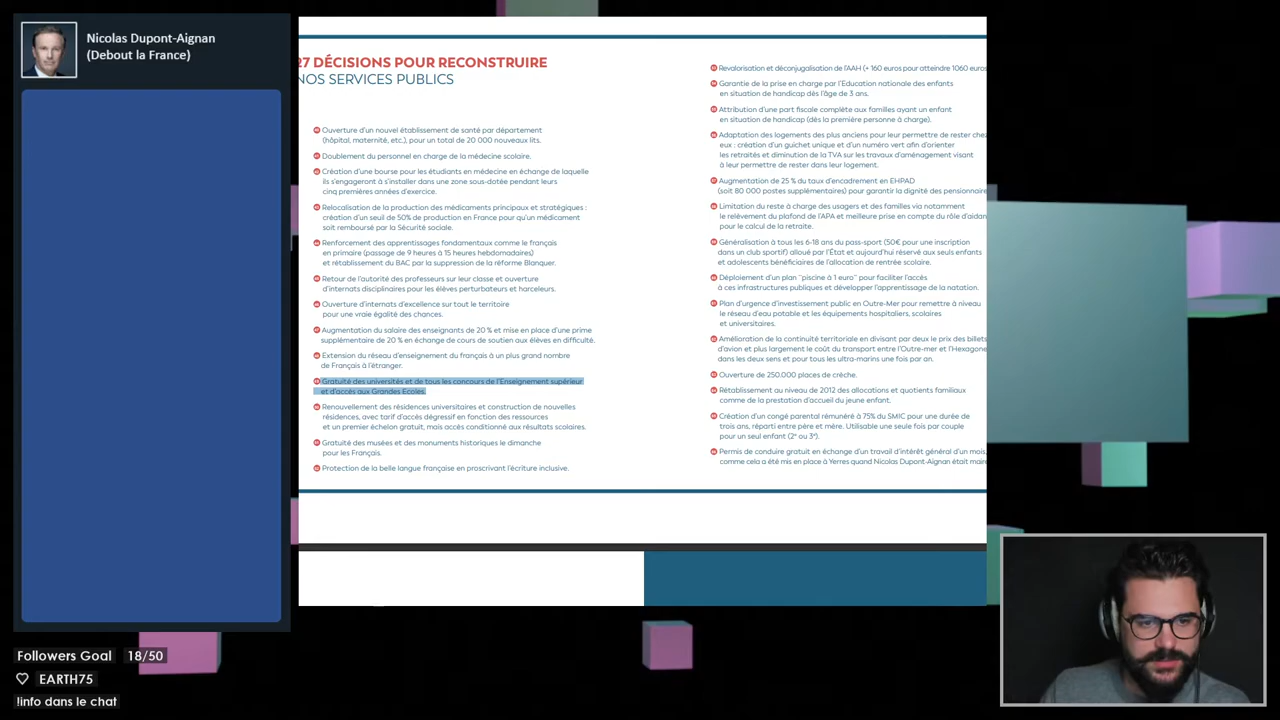 Nicolas Dupont-Aignan
(Debout la France)
27 DÉCISIONS POUR RECONSTRUIRE
NOS SERVICES PUBLICS
Ouverture d'un nouvel établissement de santé par département
(hôpital, maternité, etc.), pour un total de 20 000 nouveaux lits.
Doublement du personnel en charge de la médecine scolaire.
Création d'une bourse pour les étudiants en médecine en échange de laquelle
ils s'engageront à s'installer dans une zone sous-dotée pendant leurs
cinq premières années d'exercice.
Relocalisation de la production des médicaments principaux et stratégiques :
création d'un seuil de 50% de production en France pour qu'un médicament
soit remboursé par la Sécurité sociale.
Renforcement des apprentissages fondamentaux comme le français
en primaire (passage de 9 heures à 15 heures hebdomadaires)
et rétablissement du BAC par la suppression de la réforme Blanquer.
Retour de l'autorité des professeurs sur leur classe et ouverture
d'internats disciplinaires pour les élèves perturbateurs et harceleurs.
Ouverture d'internats d'excellence sur tout le territoire
pour une vraie égalité des chances.
Augmentation du salaire des enseignants de 20 % et mise en place d'une prime
supplémentaire de 20 % en échange de cours de soutien aux élèves en difficulté.
Extension du réseau d'enseignement du français à un plus grand nombre
de Français à l'étranger.
Gratuité des universités et de tous les concours de l'Enseignement supérieur
et d'accès aux Grandes Ecoles.
Renouvellement des résidences universitaires et construction de nouvelles
résidences, avec tarif d'accès dégressif en fonction des ressources
et un premier échelon gratuit, mais accès conditionné aux résultats scolaires.
Gratuité des musées et des monuments historiques le dimanche
pour les Français.
Protection de la belle langue française en proscrivant l'écriture inclusive.
Revalorisation et déconjugalisation de l'AAH (+ 160 euros pour atteindre 1060 euros
Garantie de la prise en charge par l'Education nationale des enfants
en situation de handicap dès l'âge de 3 ans.
Attribution d'une part fiscale complète aux familles ayant un enfant
en situation de handicap (dès la première personne à charge).
Adaptation des logements des plus anciens pour leur permettre de rester chez
eux : création d'un guichet unique et d'un numéro vert afin d'orienter
les retraités et diminution de la TVA sur les travaux d'aménagement visant
à leur permettre de rester dans leur logement.
Augmentation de 25 % du taux d'encadrement en EHPAD
(soit 80 000 postes supplémentaires) pour garantir la dignité des pensionnaire
Limitation du reste à charge des usagers et des familles via notamment
le relèvement du plafond de l'APA et meilleure prise en compte du rôle d'aidan
pour le calcul de la retraite.
Généralisation à tous les 6-18 ans du pass-sport (50€ pour une inscription
dans un club sportif) alloué par l'État et aujourd'hui réservé aux seuls enfants
et adolescents bénéficiaires de l'allocation de rentrée scolaire.
Déploiement d'un plan "piscine à 1 euro" pour faciliter l'accès
à ces infrastructures publiques et développer l'apprentissage de la natation.
Plan d'urgence d'investissement public en Outre-Mer pour remettre à niveau
le réseau d'eau potable et les équipements hospitaliers, scolaires
et universitaires.
Amélioration de la continuité territoriale en divisant par deux le prix des billets
d'avion et plus largement le coût du transport entre l'Outre-mer et l'Hexagone
dans les deux sens et pour tous les ultra-marins une fois par an.
Ouverture de 250.000 places de crèche.
Rétablissement au niveau de 2012 des allocations et quotients familiaux
comme de la prestation d'accueil du jeune enfant.
Création d'un congé parental rémunéré à 75% du SMIC pour une durée de
trois ans, réparti entre père et mère. Utilisable une seule fois par couple
pour un seul enfant (2e ou 3e).
Permis de conduire gratuit en échange d'un travail d'intérêt général d'un mois,
comme cela a été mis en place à Yerres quand Nicolas Dupont-Aignan était maire
Followers Goal 18/50
EARTH75
!info dans le chat